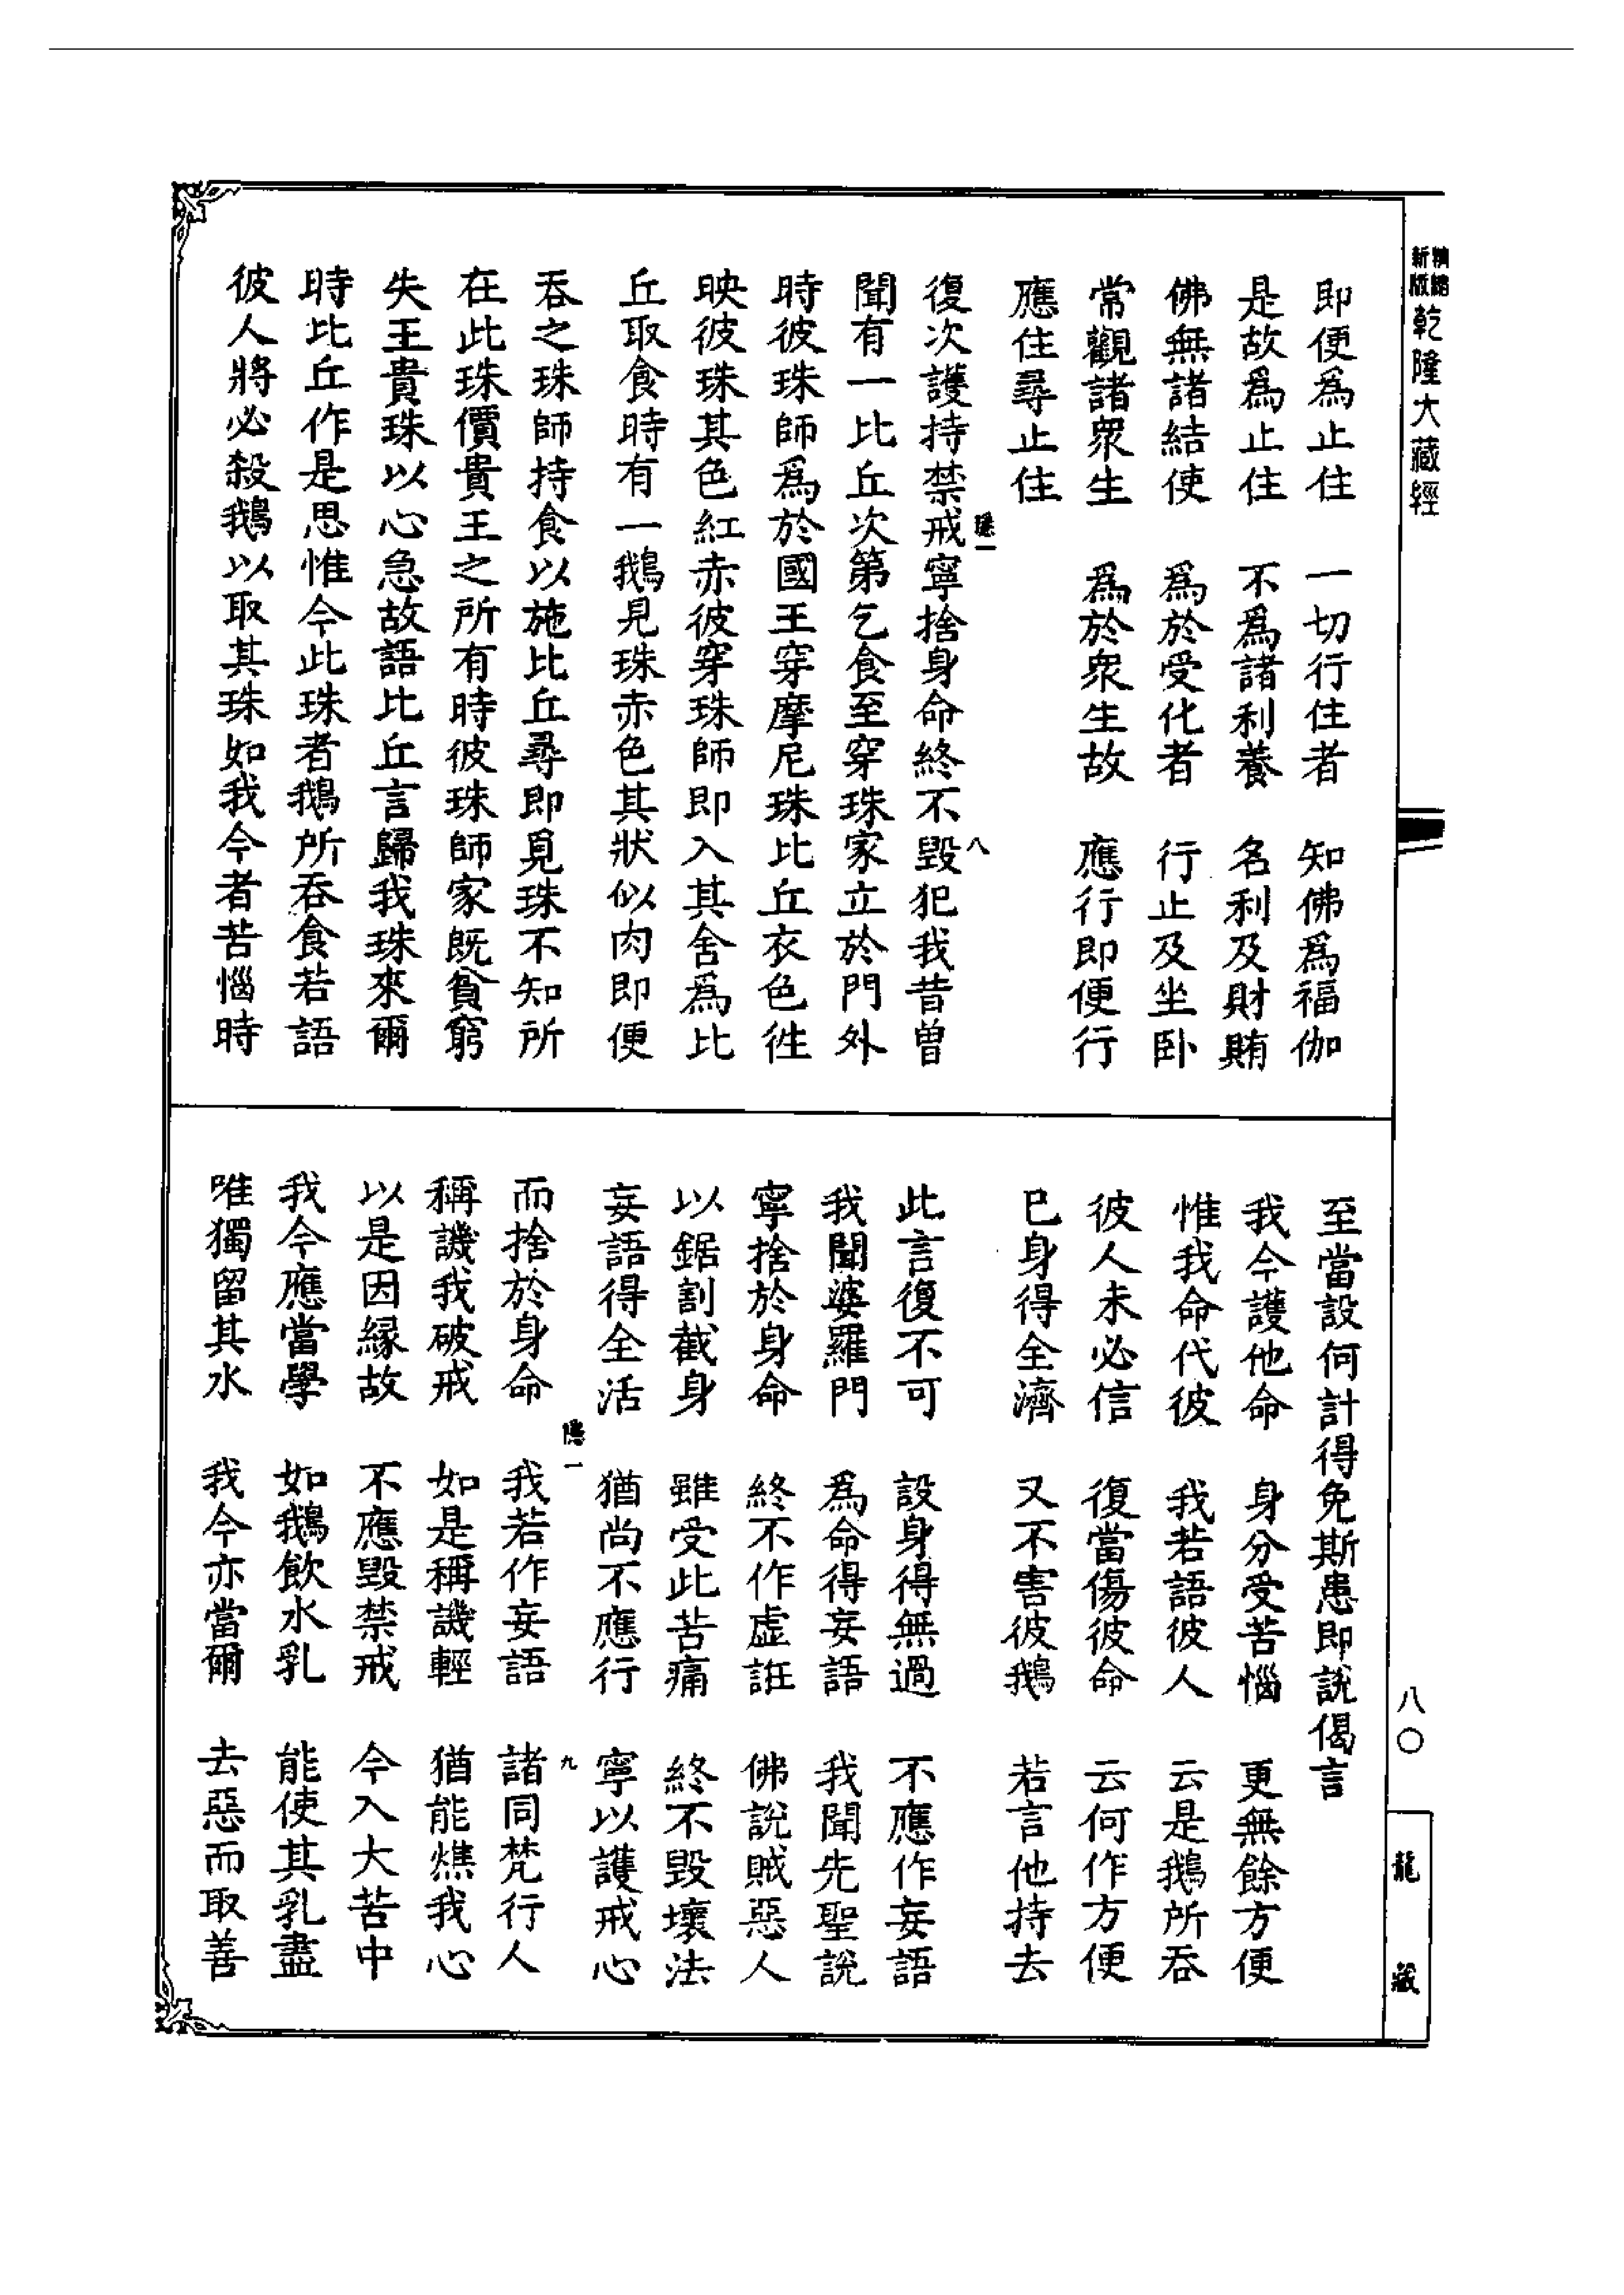 新版
精縮
乾隆大藏經
即便爲止住　一切行住者　知佛爲福伽
是故爲止住　不爲諸利養　名利及財賄
佛無諸結使　爲於受化者　行止及坐卧
常觀諸衆生　爲於衆生故　應行即便行
應住尋止住
隱一　八
復次護持禁戒寧捨身命終不毀犯我昔曽
聞有一比丘次第乞食至穿珠家立於門外
時彼珠師爲於國王穿摩尼珠比丘衣色徃
映彼珠其色紅赤彼穿珠師即入其舍爲比
丘取食時有一鵝見珠赤色其狀似肉即便
吞之珠師持食以施比丘尋即覓珠不知所
在此珠價貴王之所有時彼珠師家既貧窮
失王貴珠以心急故語比丘言歸我珠來爾
時比丘作是思惟今此珠者鵝所吞食若語
彼人將必殺鵝以取其珠如我今者苦惱時
至當設何計得免斯患即說偈言
我今護他命　身分受苦惱　更無餘方便
惟我命代彼　我若語彼人　云是鵝所吞
彼人未必信　復當傷彼命　云何作方便
已身得全濟　又不害彼鵝　若言他持去
此言復不可　設身得無過　不應作妄語
我聞婆羅門　爲命得妄語　我聞先聖說
寧捨於身命　終不作虛誑　佛說賊惡人
以鋸割截身　雖受此苦痛　終不毀壞法
妄語得全活　猶尚不應行　寧以護戒心
隱一　九
而捨於身命　我若作妄語　諸同梵行人
稱譏我破戒　如是稱譏輕　猶能燋我心
以是因緣故　不應毀禁戒　今入大苦中
我今應當學　如鵝飲水乳　能使其乳盡
唯獨留其水　我今亦當爾　去惡而取善
八〇
龍藏